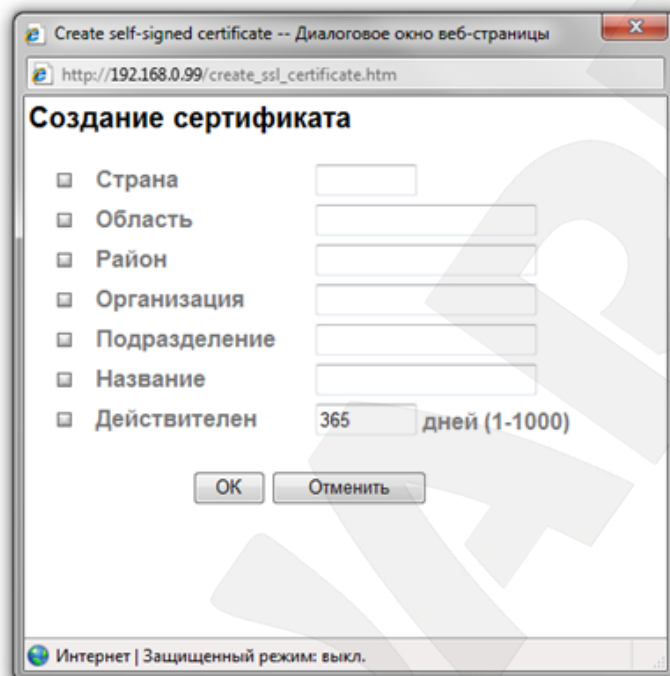 Create self-signed certificate -- Диалоговое окно веб-страницы
http://192.168.0.99/create_ssl_certificate.htm
Создание сертификата
Страна
Область
Район
Организация
Подразделение
Название
Действителен 365 дней (1-1000)
OK Отменить
Интернет | Защищенный режим: выкл.